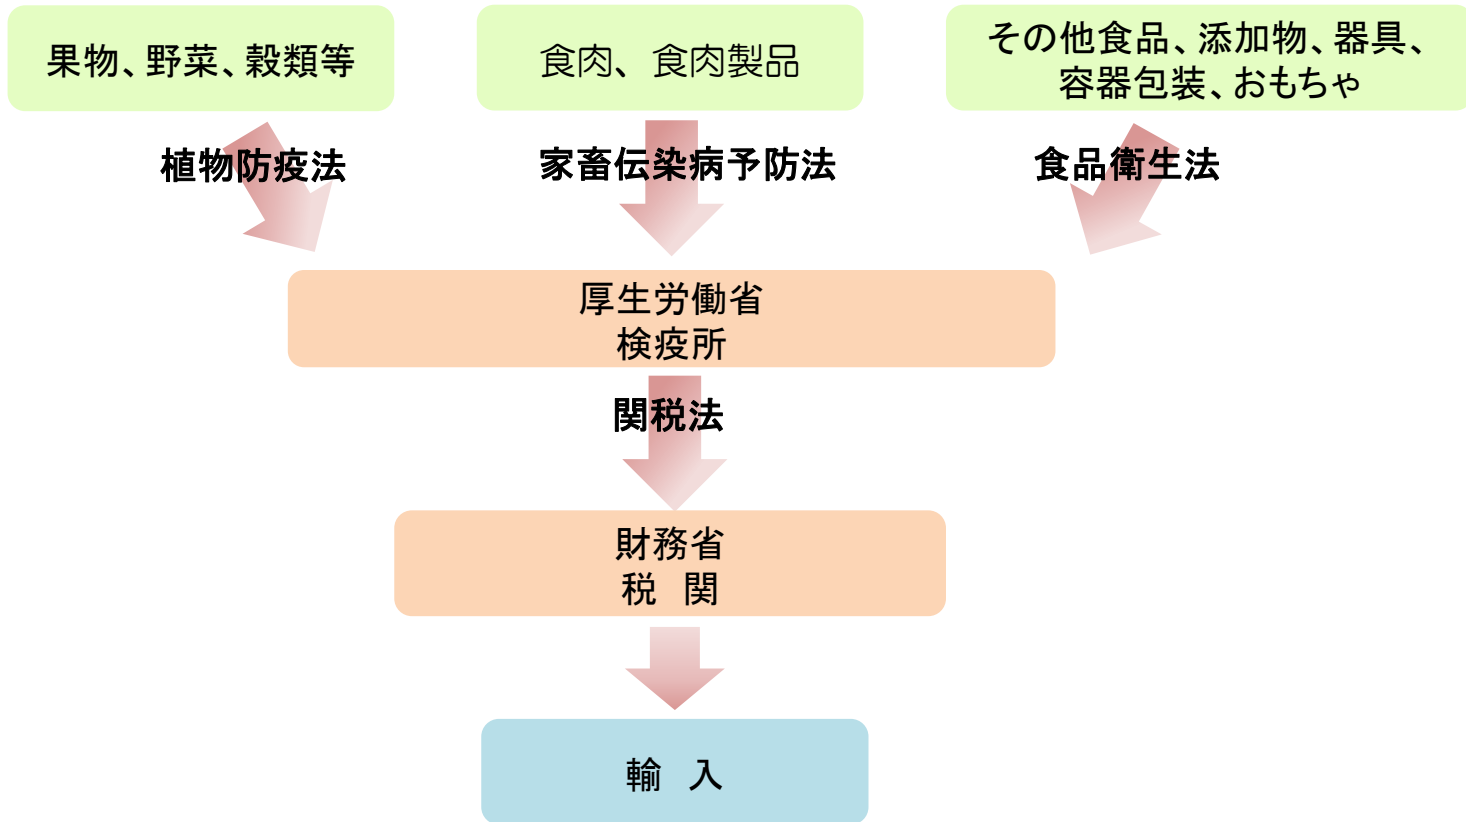 果物、野菜、穀類等
食肉、食肉製品
その他食品、添加物、器具、
容器包装、おもちゃ
植物防疫法
家畜伝染病予防法
食品衛生法
厚生労働省
検疫所
関税法
財務省
税　関
輸　入